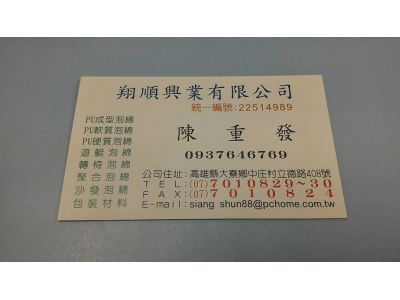 翔順興業有限公司
統一編號:22514989
PU成型泡綿
PU軟質泡綿
PU硬質泡綿
遊艇泡綿
轉椅泡綿
聚合泡綿
沙發泡綿
包裝材料
陳重發
0937646769
公司住址:高雄縣大寮鄉中庄村立德路408號
TEL:(07)7010829~30
FAX:(07)7010824
E-mail:siang shun88@pchome.com.tw